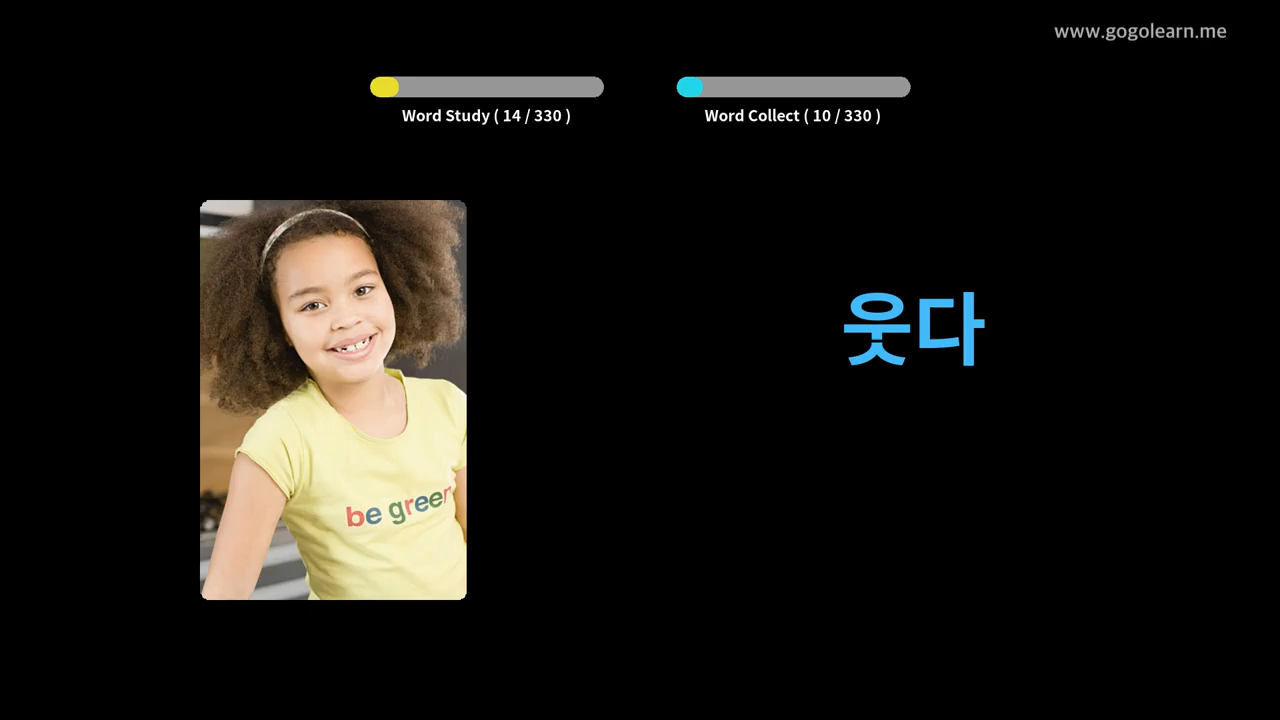 www.gogolearn.me
Word Study ( 14 / 330 )
Word Collect ( 10 / 330 )
웃다
be green